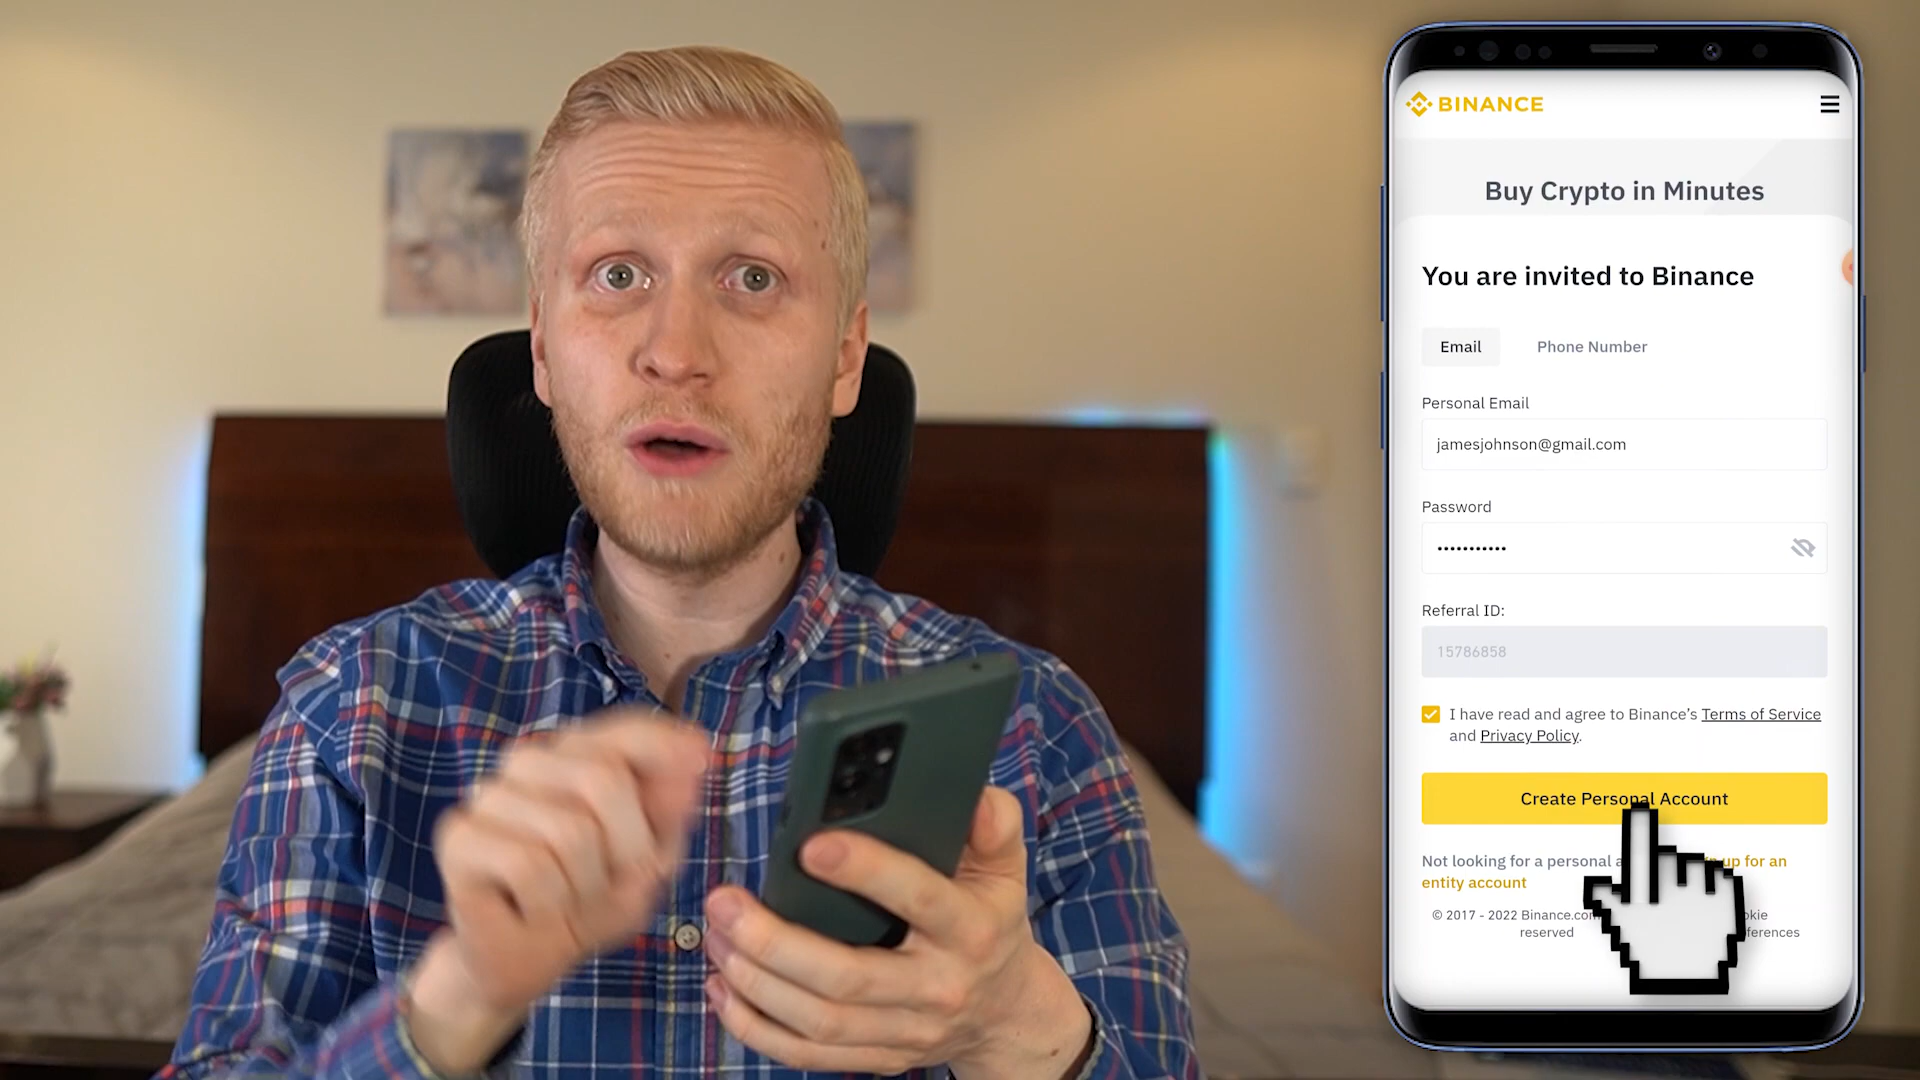 BINANCE
Buy Crypto in Minutes
You are invited to Binance
Email
Phone Number
Personal Email
jamesjohnson@gmail.com
Password
•••••••••••
Referral ID:
15786858
I have read and agree to Binance's Terms of Service
and Privacy Policy.
Create Personal Account
Not looking for a personal up for an
entity account
© 2017 - 2022
reserved